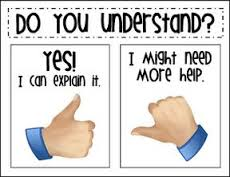 DO YOU UNDERSTAND?
YES!
I CAN EXPLAIN IT.
I MIGHT NEED
MORE HELP.